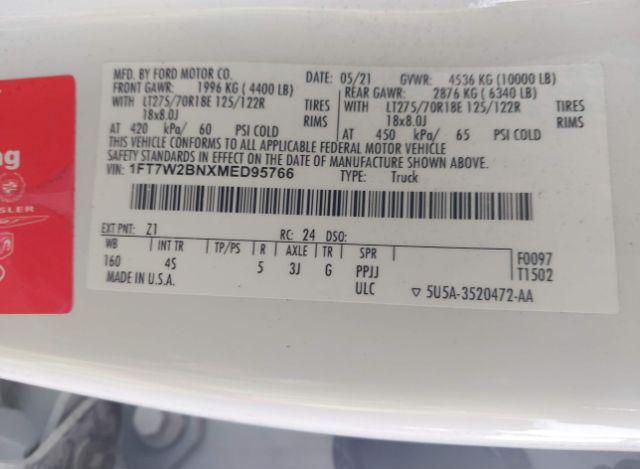 MFD. BY FORD MOTOR CO. DATE: 05/21 GVWR: 4536 KG (10000 LB)
FRONT GAWR: 1996 KG (4400 LB) REAR GAWR: 2876 KG (6340 LB)
WITH LT275/70R18E 125/122R TIRES WITH LT275/70R18E 125/122R TIRES
18x8.0J RIMS 18x8.0J RIMS
AT 420 kPa/ 60 PSI COLD AT 450 kPa/ 65 PSI COLD
THIS VEHICLE CONFORMS TO ALL APPLICABLE FEDERAL MOTOR VEHICLE
SAFETY STANDARDS IN EFFECT ON THE DATE OF MANUFACTURE SHOWN ABOVE.
VIN: 1FT7W2BNXMED95766 TYPE: Truck
EXT PNT: Z1 RC: 24 DSO:
WB INT TR TP/PS R AXLE TR SPR F0097
160 4S 5 3J G PPJJ T1502
MADE IN U.S.A. ULC ▽ 5U5A-3520472-AA
ng
SLER